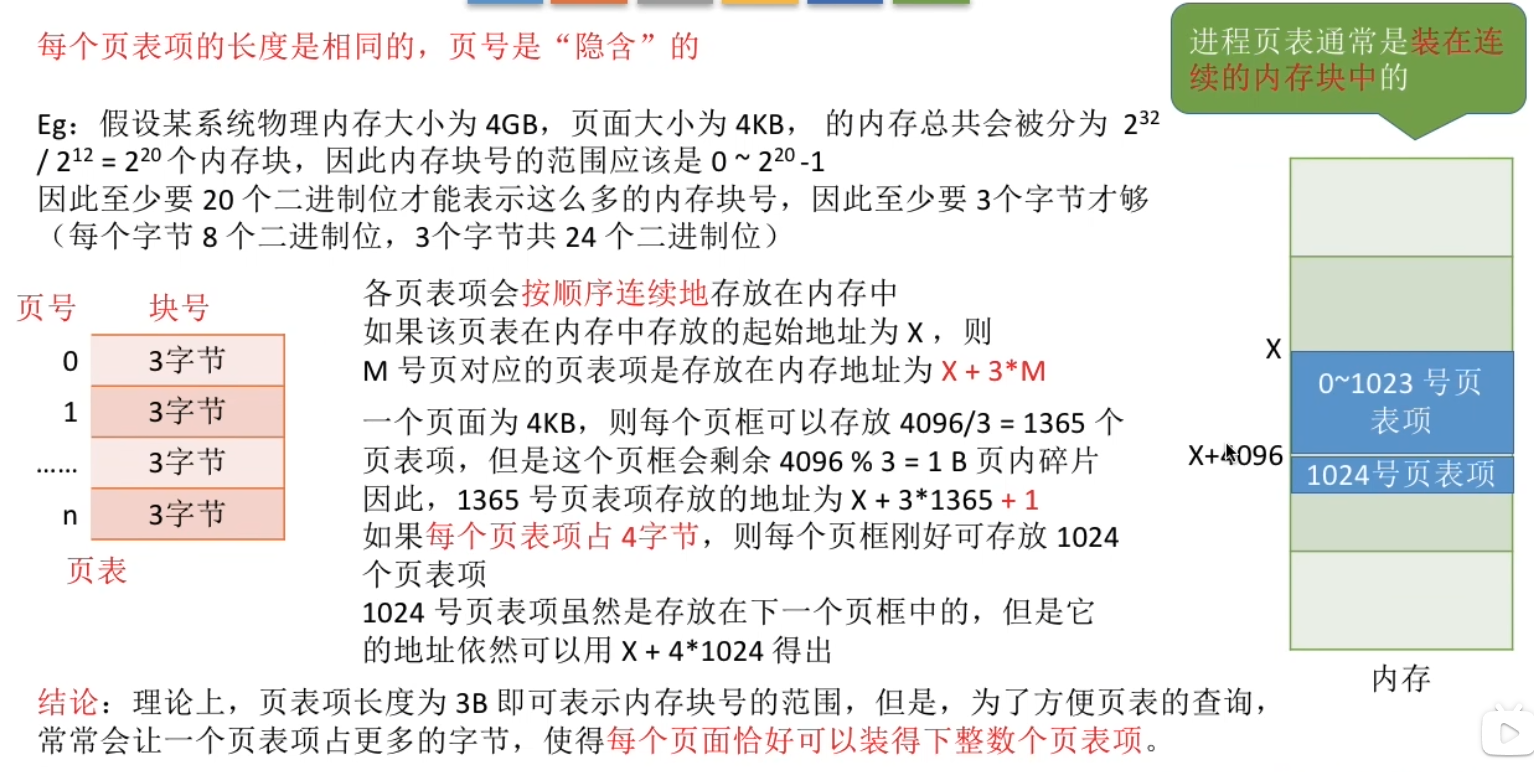 每个页表项的长度是相同的，页号是“隐含”的
进程页表通常是装在连
续的内存块中的
Eg：假设某系统物理内存大小为 4GB，页面大小为 4KB， 的内存总共会被分为 2³²
/ 2¹² = 2²⁰ 个内存块，因此内存块号的范围应该是 0 ~ 2²⁰ -1
因此至少要 20 个二进制位才能表示这么多的内存块号，因此至少要 3个字节才够
（每个字节 8 个二进制位，3个字节共 24 个二进制位）
页号 块号
0 3字节
1 3字节
…… 3字节
n 3字节
页表
各页表项会按顺序连续地存放在内存中
如果该页表在内存中存放的起始地址为 X ，则
M 号页对应的页表项是存放在内存地址为 X + 3*M
一个页面为 4KB，则每个页框可以存放 4096/3 = 1365 个
页表项，但是这个页框会剩余 4096 % 3 = 1 B 页内碎片
因此，1365 号页表项存放的地址为 X + 3*1365 + 1
如果每个页表项占 4字节，则每个页框刚好可存放 1024
个页表项
1024 号页表项虽然是存放在下一个页框中的，但是它
的地址依然可以用 X + 4*1024 得出
X
0~1023 号页
表项
X+4096
1024号页表项
内存
结论：理论上，页表项长度为 3B 即可表示内存块号的范围，但是，为了方便页表的查询，
常常会让一个页表项占更多的字节，使得每个页面恰好可以装得下整数个页表项。